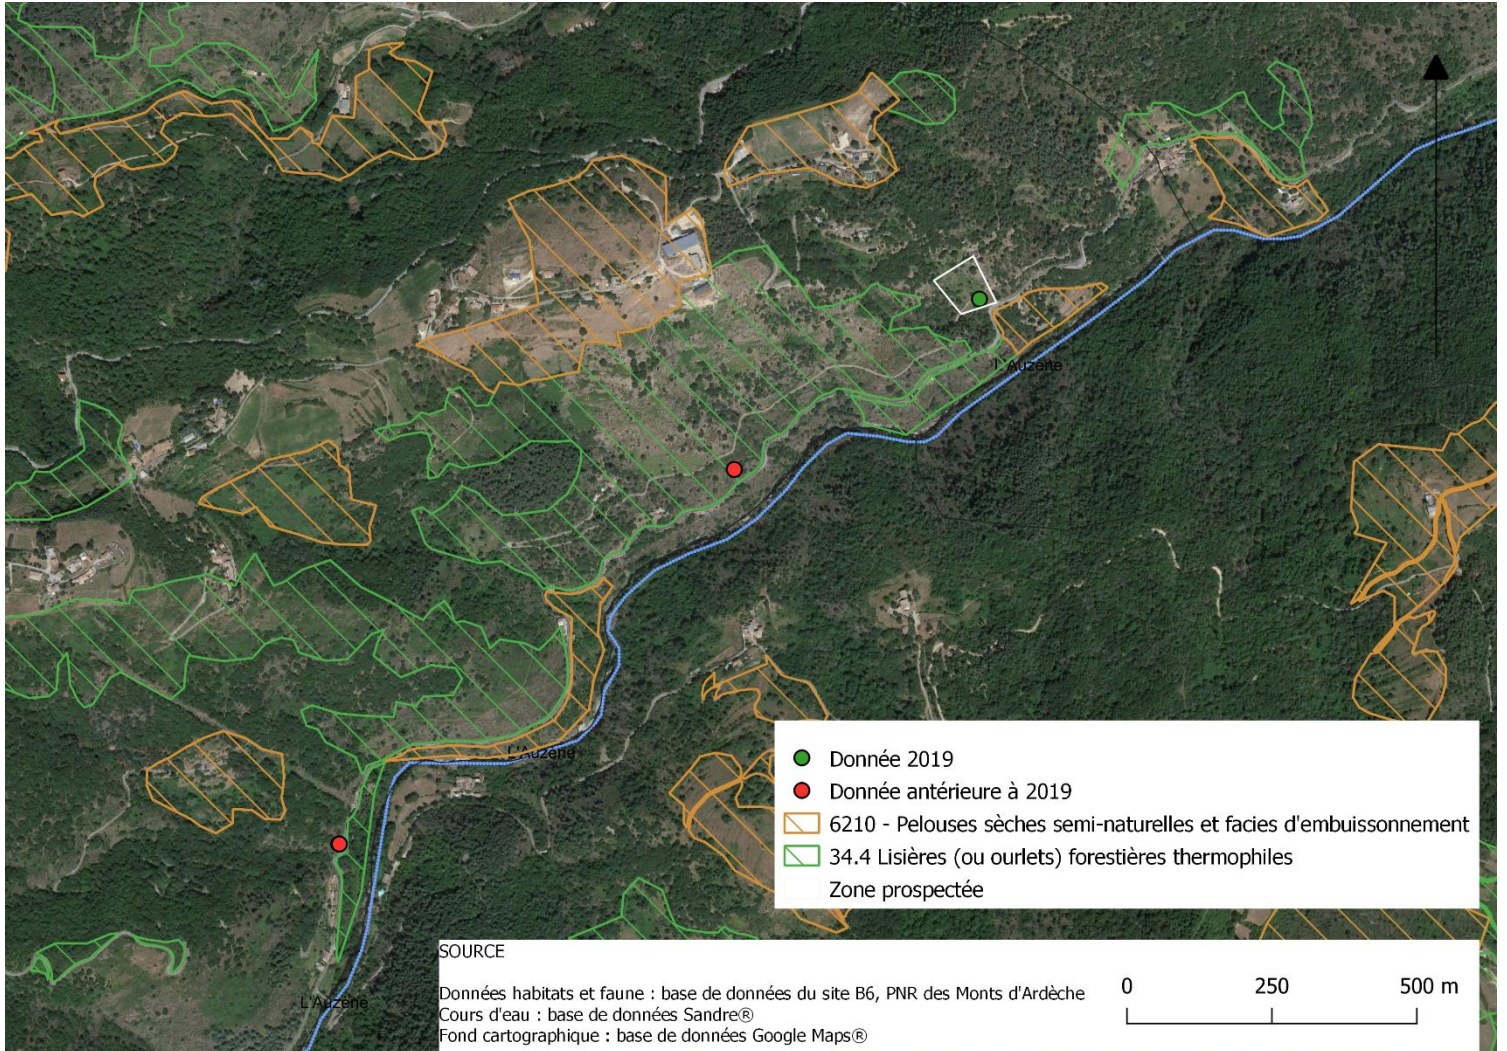 L'Auzène
L'Auzène
L'Auzène
Donnée 2019
Donnée antérieure à 2019
6210 - Pelouses sèches semi-naturelles et facies d'embuissonnement
34.4 Lisières (ou ourlets) forestières thermophiles
Zone prospectée
SOURCE
Données habitats et faune : base de données du site B6, PNR des Monts d'Ardèche
Cours d'eau : base de données Sandre®
Fond cartographique : base de données Google Maps®
0 250 500 m